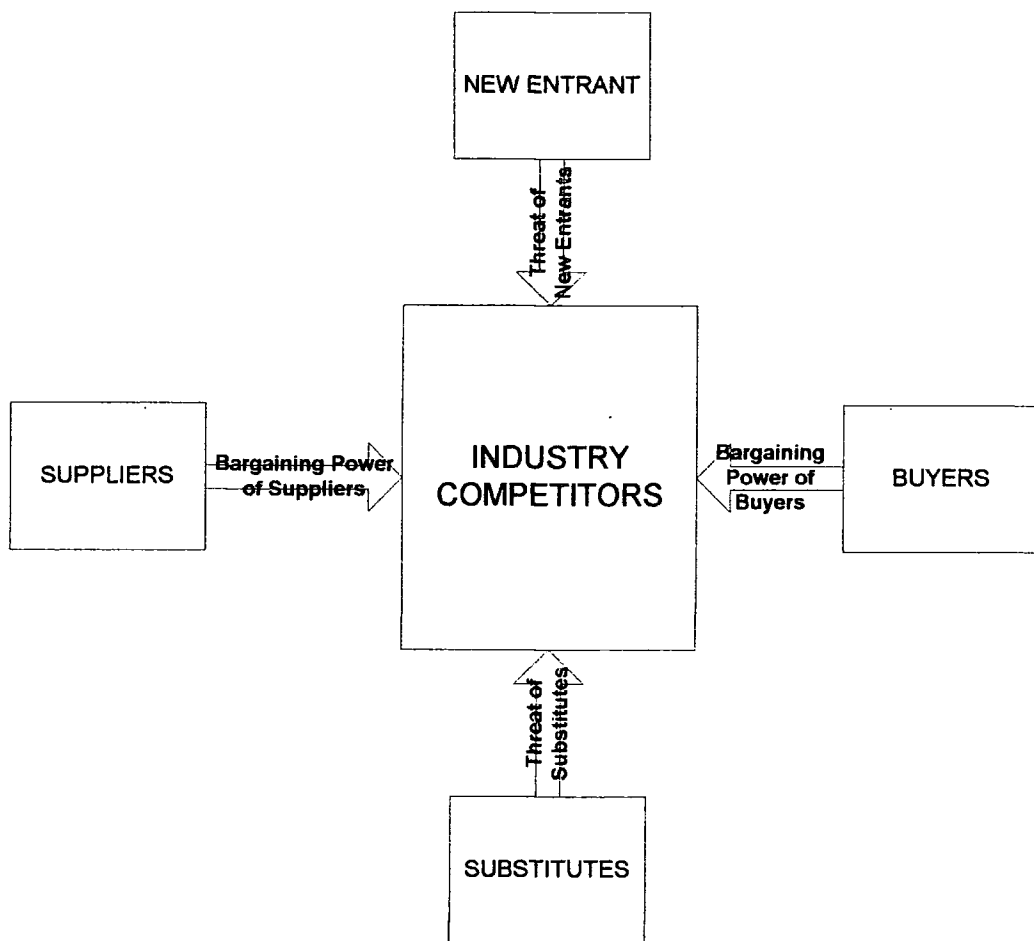 NEW ENTRANT
Threat of
New Entrants
SUPPLIERS
Bargaining Power
of Suppliers
INDUSTRY
COMPETITORS
Bargaining
Power of
Buyers
BUYERS
Threat of
Substitutes
SUBSTITUTES